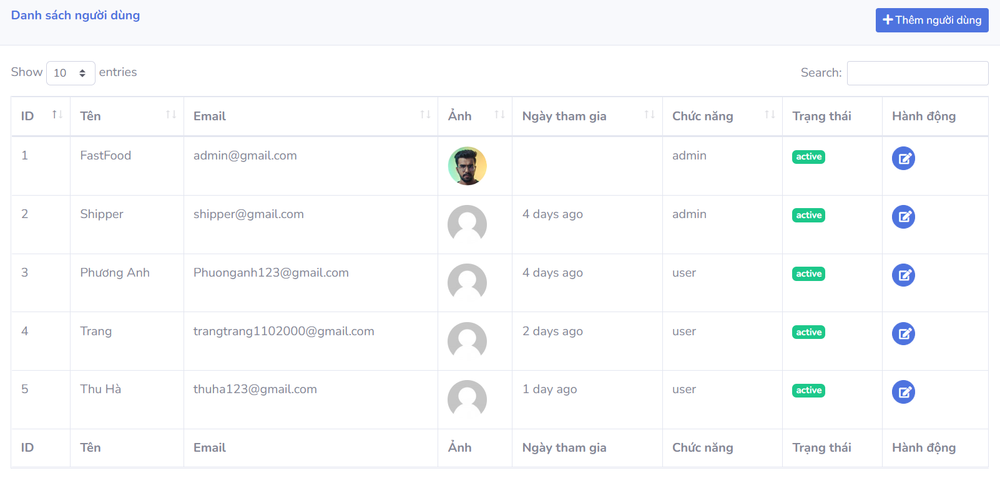 Danh sách người dùng
Thêm người dùng
Show 10 entries
Search:
ID Tên Email Ảnh Ngày tham gia Chức năng Trạng thái Hành động
1 FastFood admin@gmail.com admin active
2 Shipper shipper@gmail.com 4 days ago admin active
3 Phương Anh Phuonganh123@gmail.com 4 days ago user active
4 Trang trangtrang1102000@gmail.com 2 days ago user active
5 Thu Hà thuha123@gmail.com 1 day ago user active
ID Tên Email Ảnh Ngày tham gia Chức năng Trạng thái Hành động